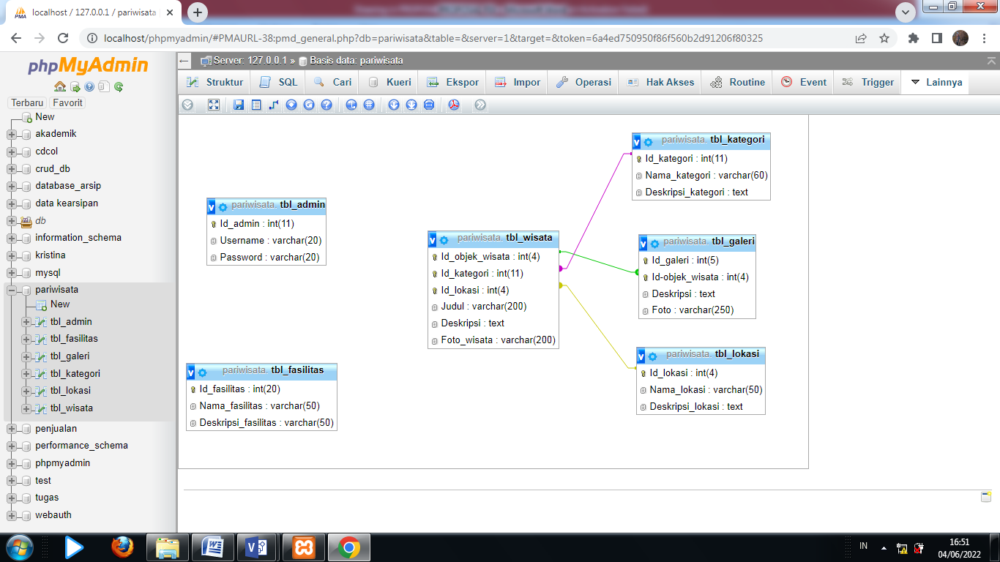 localhost / 127.0.0.1 / pariwisata
localhost/phpmyadmin/#PMAURL-38:pmd_general.php?db=pariwisata&table=&server=1&target=&token=6a4ed750950f86f560b2d91206f80325
phpMyAdmin
Terbaru Favorit
New
akademik
cdcol
crud_db
database_arsip
data kearsipan
db
information_schema
kristina
mysql
pariwisata
New
tbl_admin
tbl_fasilitas
tbl_galeri
tbl_kategori
tbl_lokasi
tbl_wisata
penjualan
performance_schema
phpmyadmin
test
tugas
webauth
Server: 127.0.0.1 » Basis data: pariwisata
Struktur SQL Cari Kueri Ekspor Impor Operasi Hak Akses Routine Event Trigger Lainnya
pariwisata. tbl_admin
Id_admin : int(11)
Username : varchar(20)
Password : varchar(20)
pariwisata. tbl_fasilitas
Id_fasilitas : int(20)
Nama_fasilitas : varchar(50)
Deskripsi_fasilitas : varchar(50)
pariwisata. tbl_wisata
Id_objek_wisata : int(4)
Id_kategori : int(11)
Id_lokasi : int(4)
Judul : varchar(200)
Deskripsi : text
Foto_wisata : varchar(200)
pariwisata. tbl_kategori
Id_kategori : int(11)
Nama_kategori : varchar(60)
Deskripsi_kategori : text
pariwisata. tbl_galeri
Id_galeri : int(5)
Id-objek_wisata : int(4)
Deskripsi : text
Foto : varchar(250)
pariwisata. tbl_lokasi
Id_lokasi : int(4)
Nama_lokasi : varchar(50)
Deskripsi_lokasi : text
IN
16:51
04/06/2022